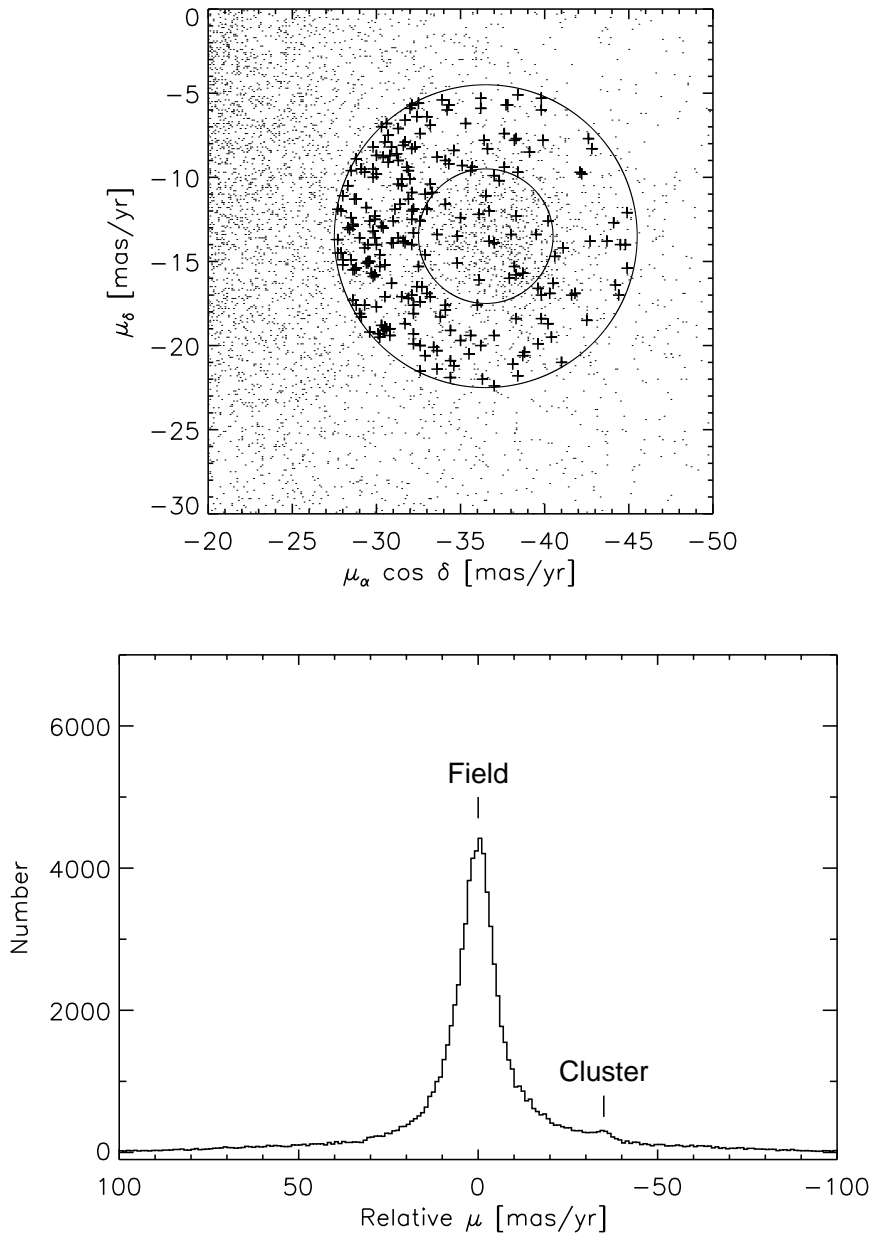 0
−5
−10
−15
−20
−25
−30
μδ [mas/yr]
−20 −25 −30 −35 −40 −45 −50
μα cos δ [mas/yr]
6000
4000
2000
0
Number
Field
Cluster
100 50 0 −50 −100
Relative μ [mas/yr]